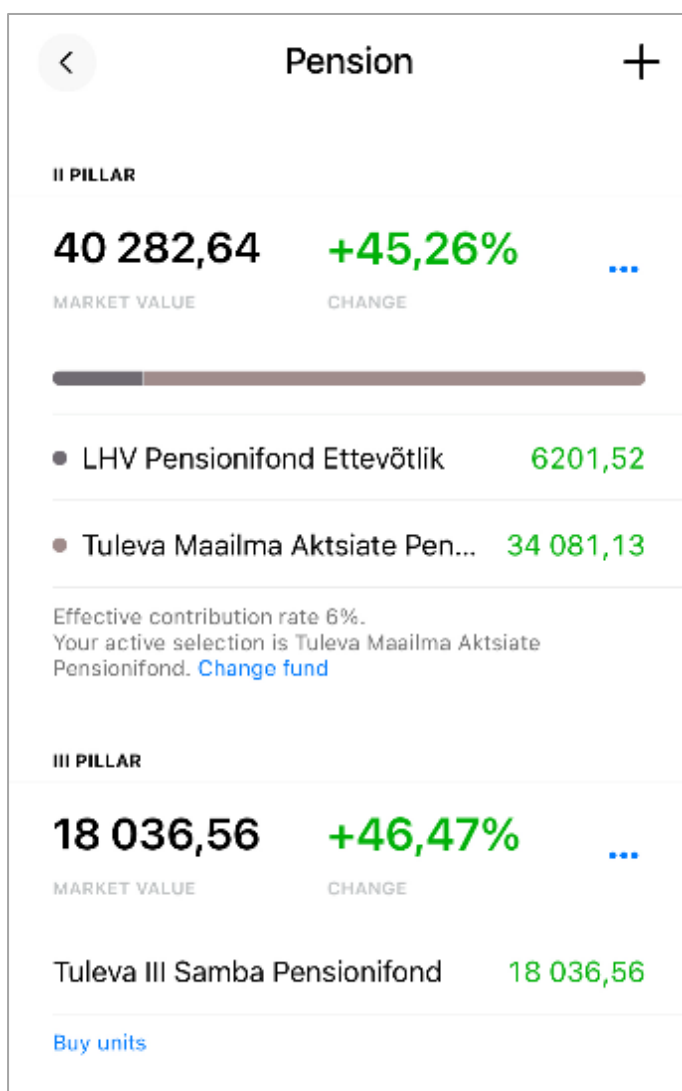 Pension
II PILLAR
40 282,64 +45,26%
MARKET VALUE CHANGE
LHV Pensionifond Ettevõtlik 6201,52
Tuleva Maailma Aktsiate Pen... 34 081,13
Effective contribution rate 6%.
Your active selection is Tuleva Maailma Aktsiate
Pensionifond. Change fund
III PILLAR
18 036,56 +46,47%
MARKET VALUE CHANGE
Tuleva III Samba Pensionifond 18 036,56
Buy units